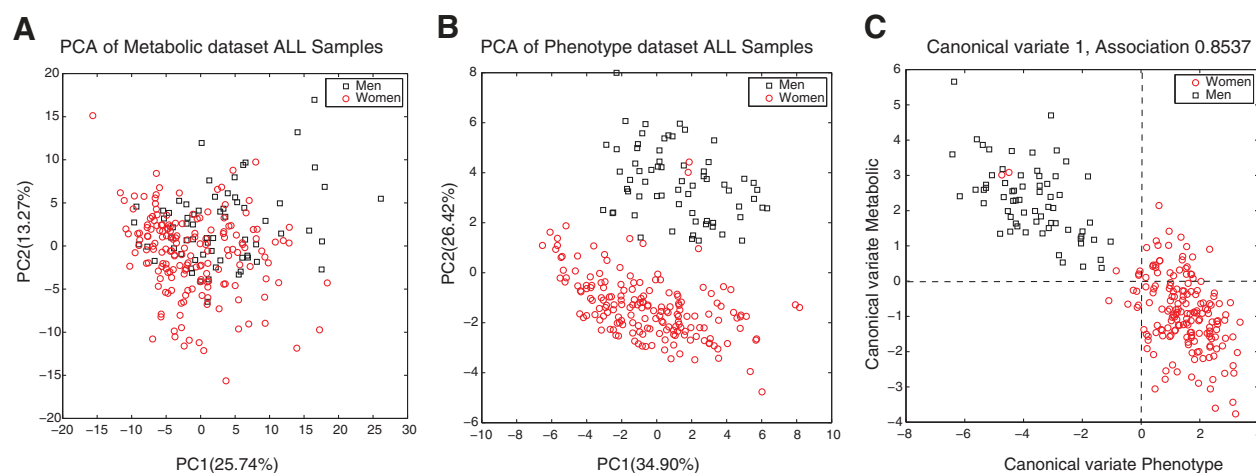 A
PCA of Metabolic dataset ALL Samples
PC2(13.27%)
20
15
10
5
0
−5
−10
−15
−20
Men
Women
−20 −15 −10 −5 0 5 10 15 20 25 30
PC1(25.74%)
B
PCA of Phenotype dataset ALL Samples
PC2(26.42%)
8
6
4
2
0
−2
−4
−6
Men
Women
−10 −8 −6 −4 −2 0 2 4 6 8 10
PC1(34.90%)
C
Canonical variate 1, Association 0.8537
Canonical variate Metabolic
6
5
4
3
2
1
0
−1
−2
−3
−4
Women
Men
−8 −6 −4 −2 0 2
Canonical variate Phenotype